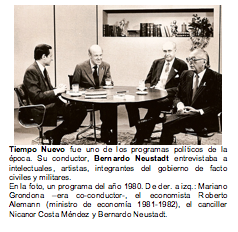 Tiempo Nuevo fue uno de los programas políticos de la
época. Su conductor, Bernardo Neustadt entrevistaba a
intelectuales, artistas, integrantes del gobierno de facto
civiles y militares.
En la foto, un programa del año 1980. De der. a izq.: Mariano
Grondona –era co-conductor-, el economista Roberto
Alemann (ministro de economía 1981-1982), el canciller
Nicanor Costa Méndez y Bernardo Neustadt.